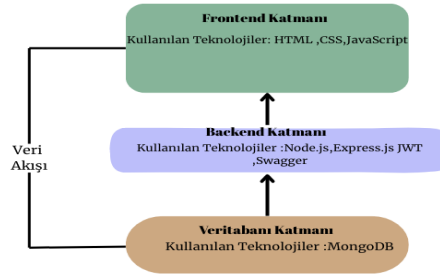 Frontend Katmanı
Kullanılan Teknolojiler: HTML ,CSS,JavaScript
Backend Katmanı
Kullanılan Teknolojiler :Node.js,Express.js JWT
,Swagger
Veri
Akışı
Veritabanı Katmanı
Kullanılan Teknolojiler :MongoDB